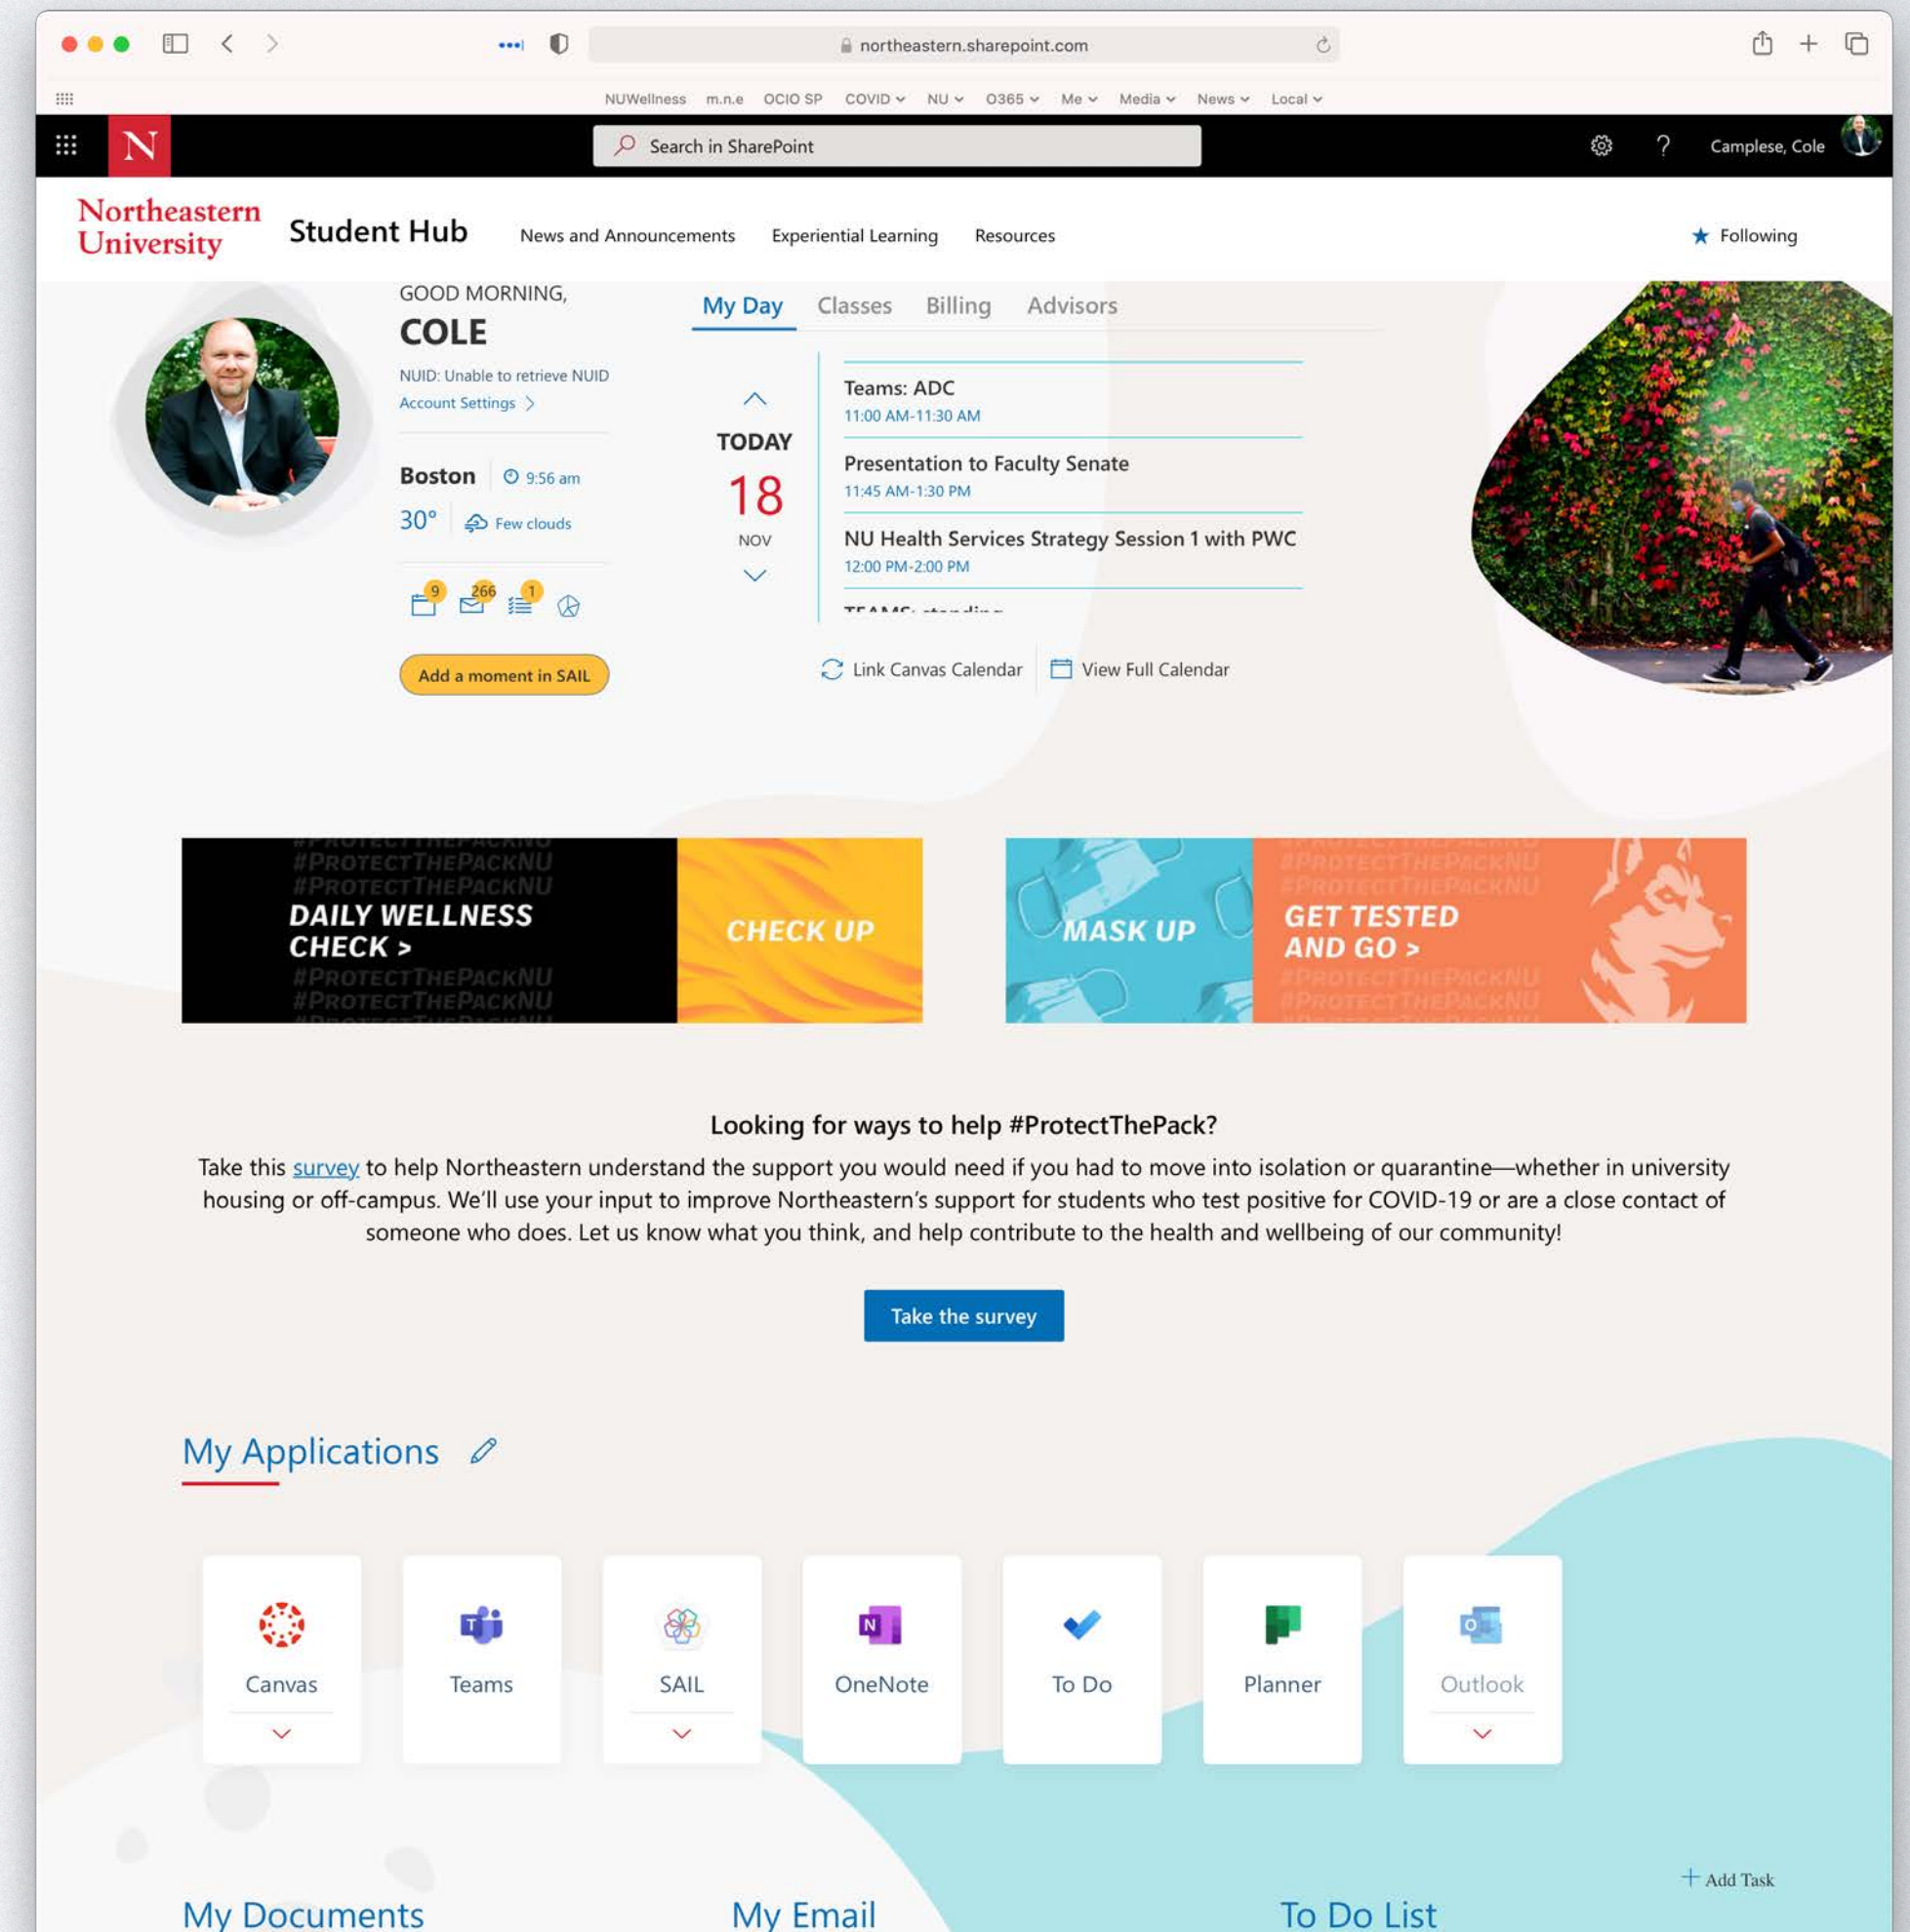 northeastern.sharepoint.com
NUWellness m.n.e OCIO SP COVID NU O365 Me Media News Local
N
Search in SharePoint
?
Camplese, Cole
Northeastern
University
Student Hub
News and Announcements
Experiential Learning
Resources
Following
GOOD MORNING,
COLE
NUID: Unable to retrieve NUID
Account Settings
Boston
9:56 am
30°
Few clouds
9
266
1
Add a moment in SAIL
My Day
Classes
Billing
Advisors
TODAY
18
NOV
Teams: ADC
11:00 AM-11:30 AM
Presentation to Faculty Senate
11:45 AM-1:30 PM
NU Health Services Strategy Session 1 with PWC
12:00 PM-2:00 PM
TEAMS: standing
Link Canvas Calendar
View Full Calendar
#PROTECTTHEPACKNU
#PROTECTTHEPACKNU
#PROTECTTHEPACKNU
DAILY WELLNESS
CHECK >
#PROTECTTHEPACKNU
#PROTECTTHEPACKNU
#PROTECTTHEPACKNU
CHECK UP
MASK UP
#PROTECTTHEPACKNU
#PROTECTTHEPACKNU
#PROTECTTHEPACKNU
GET TESTED
AND GO >
#PROTECTTHEPACKNU
#PROTECTTHEPACKNU
#PROTECTTHEPACKNU
Looking for ways to help #ProtectThePack?
Take this survey to help Northeastern understand the support you would need if you had to move into isolation or quarantine—whether in university
housing or off-campus. We'll use your input to improve Northeastern's support for students who test positive for COVID-19 or are a close contact of
someone who does. Let us know what you think, and help contribute to the health and wellbeing of our community!
Take the survey
My Applications
Canvas
Teams
SAIL
OneNote
To Do
Planner
Outlook
My Documents
My Email
+ Add Task
To Do List